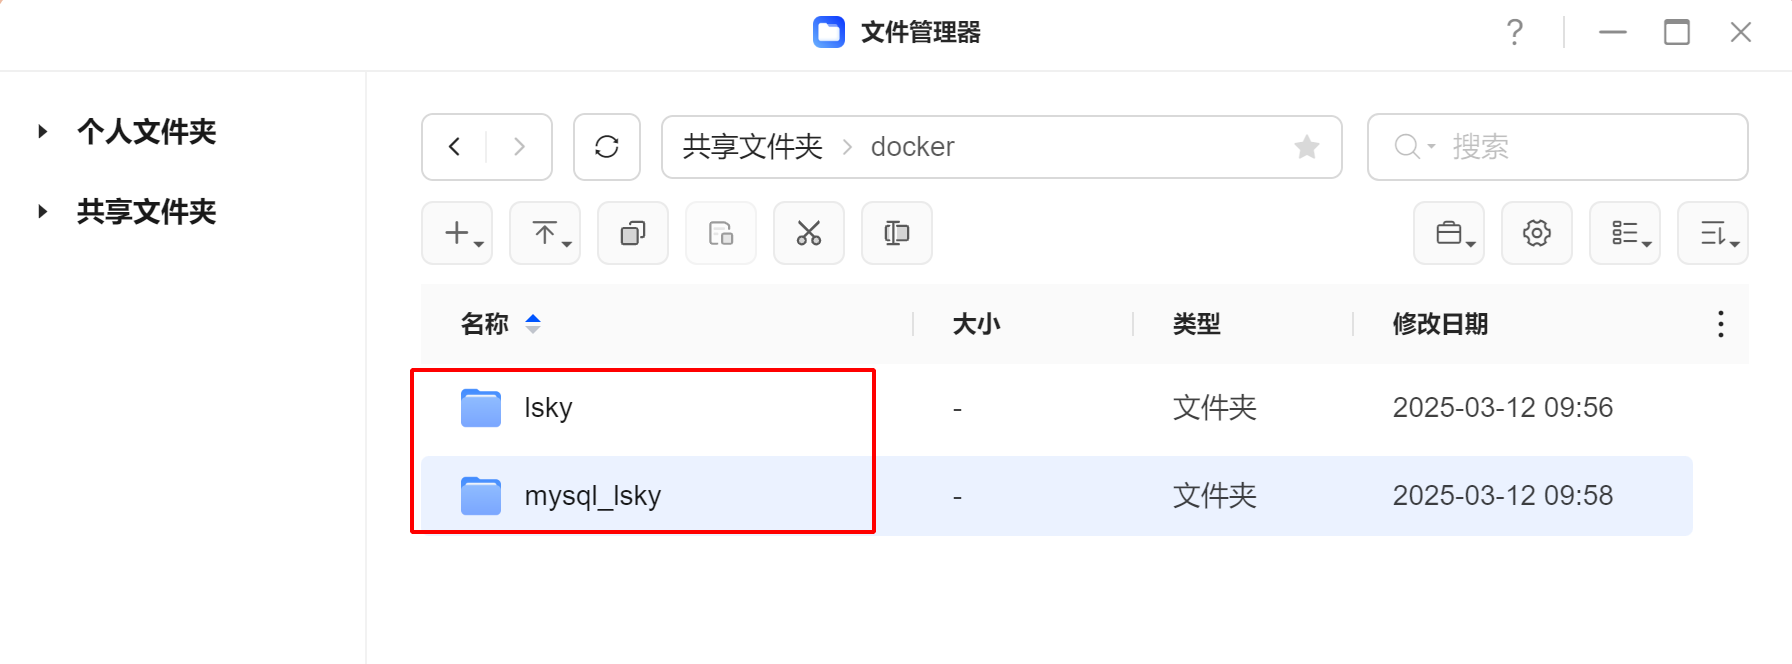 文件管理器
个人文件夹
共享文件夹
共享文件夹 > docker
搜索
名称 大小 类型 修改日期
lsky - 文件夹 2025-03-12 09:56
mysql_lsky - 文件夹 2025-03-12 09:58